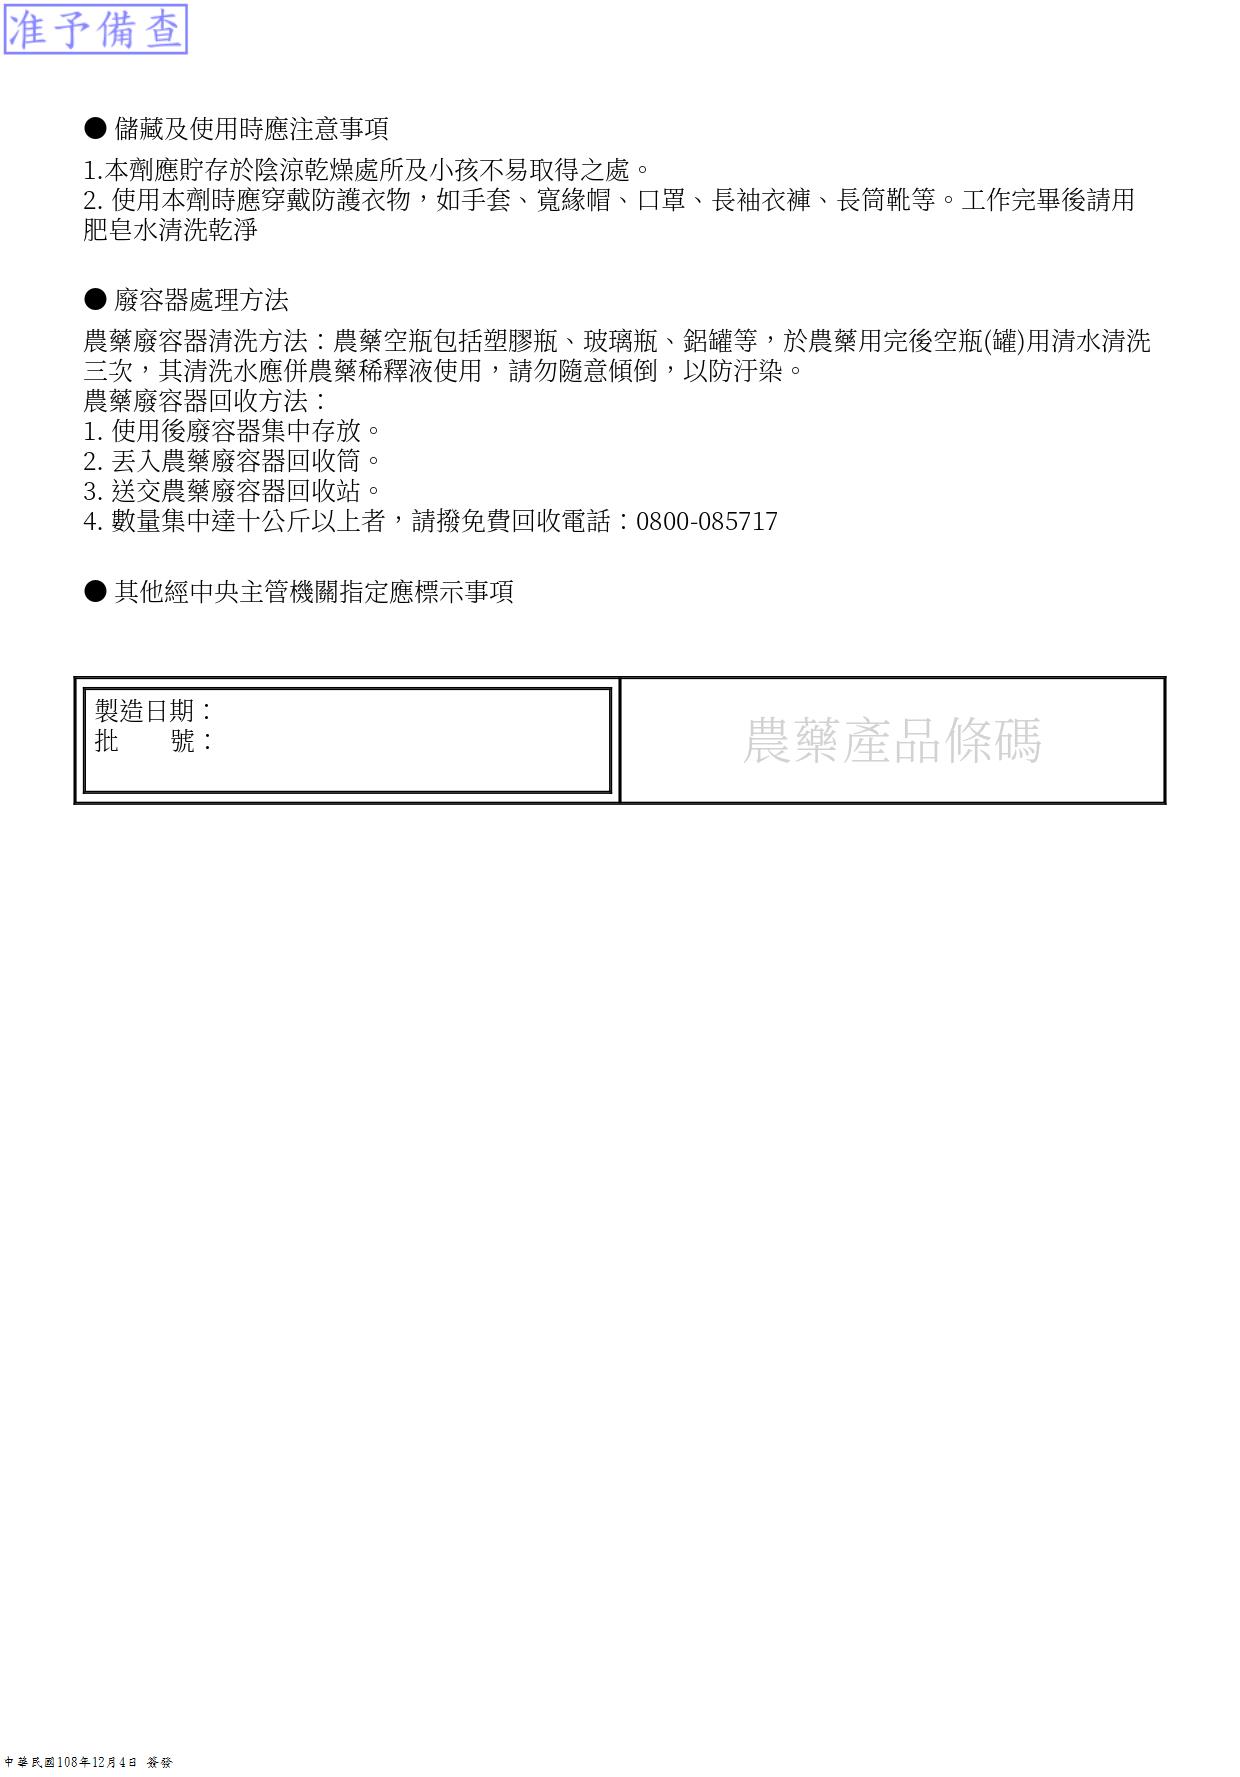 准予備查
● 儲藏及使用時應注意事項
1.本劑應貯存於陰涼乾燥處所及小孩不易取得之處。
2. 使用本劑時應穿戴防護衣物，如手套、寬緣帽、口罩、長袖衣褲、長筒靴等。工作完畢後請用
肥皂水清洗乾淨
● 廢容器處理方法
農藥廢容器清洗方法：農藥空瓶包括塑膠瓶、玻璃瓶、鋁罐等，於農藥用完後空瓶(罐)用清水清洗
三次，其清洗水應併農藥稀釋液使用，請勿隨意傾倒，以防汙染。
農藥廢容器回收方法：
1. 使用後廢容器集中存放。
2. 丟入農藥廢容器回收筒。
3. 送交農藥廢容器回收站。
4. 數量集中達十公斤以上者，請撥免費回收電話：0800-085717
● 其他經中央主管機關指定應標示事項
製造日期：
批　　號：
農藥產品條碼
中華民國108年12月4日 簽發